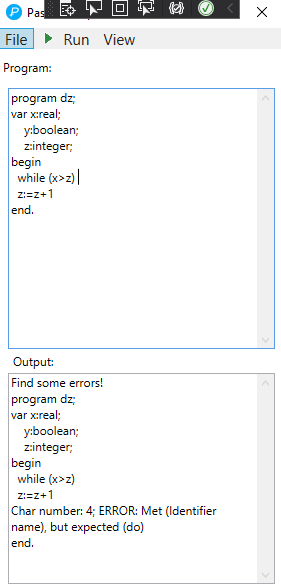 Pas
File Run View
Program:
program dz;
var x:real;
y:boolean;
z:integer;
begin
while (x>z)
z:=z+1
end.
Output:
Find some errors!
program dz;
var x:real;
y:boolean;
z:integer;
begin
while (x>z)
z:=z+1
Char number: 4; ERROR: Met (Identifier
name), but expected (do)
end.